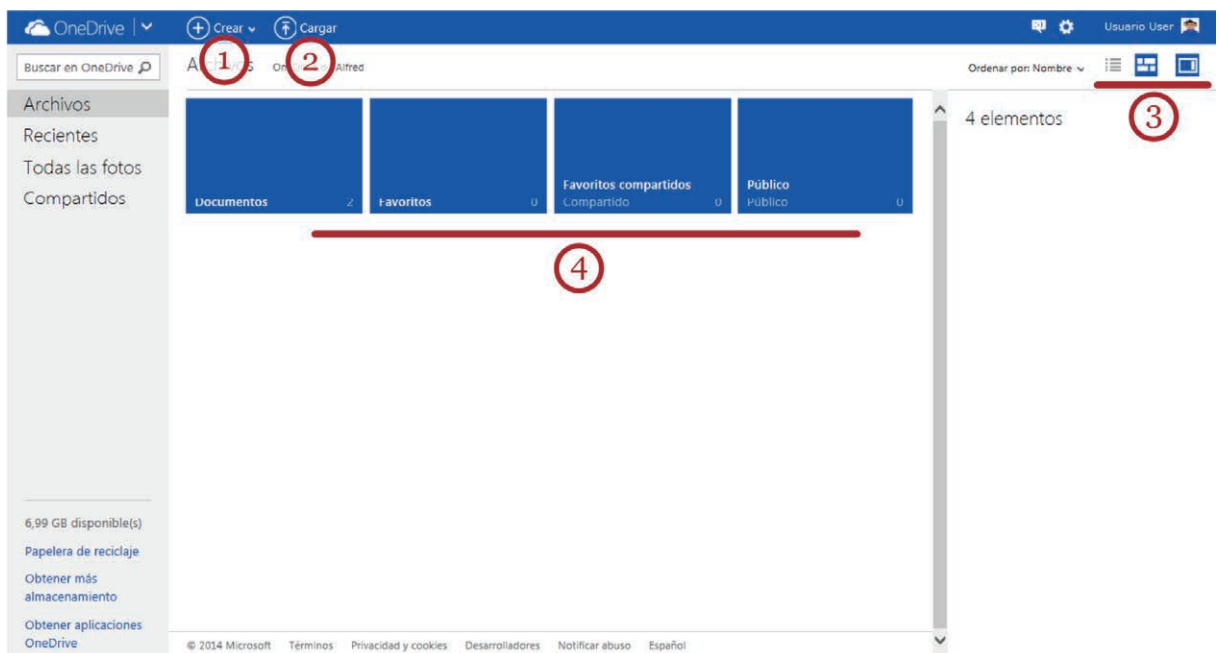 OneDrive
Crear
Cargar
Usuario User
Buscar en OneDrive
1
2
Alfred
Ordenar por: Nombre
3
Archivos
Recientes
Todas las fotos
Compartidos
4 elementos
Documentos 2
Favoritos 0
Favoritos compartidos
Compartido 0
Público
Público 0
4
6,99 GB disponible(s)
Papelera de reciclaje
Obtener más
almacenamiento
Obtener aplicaciones
OneDrive
© 2014 Microsoft Términos Privacidad y cookies Desarrolladores Notificar abuso Español